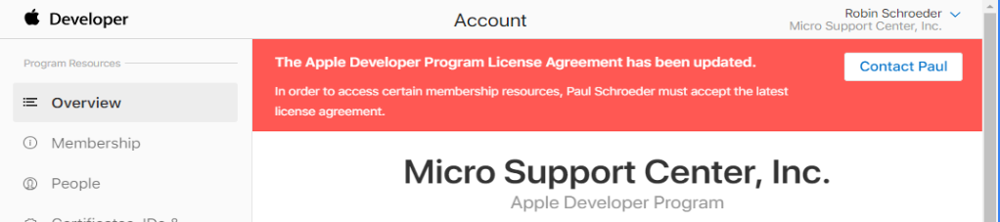 Developer
Account
Robin Schroeder
Micro Support Center, Inc.
Program Resources
Overview
Membership
People
The Apple Developer Program License Agreement has been updated.
In order to access certain membership resources, Paul Schroeder must accept the latest
license agreement.
Contact Paul
Micro Support Center, Inc.
Apple Developer Program